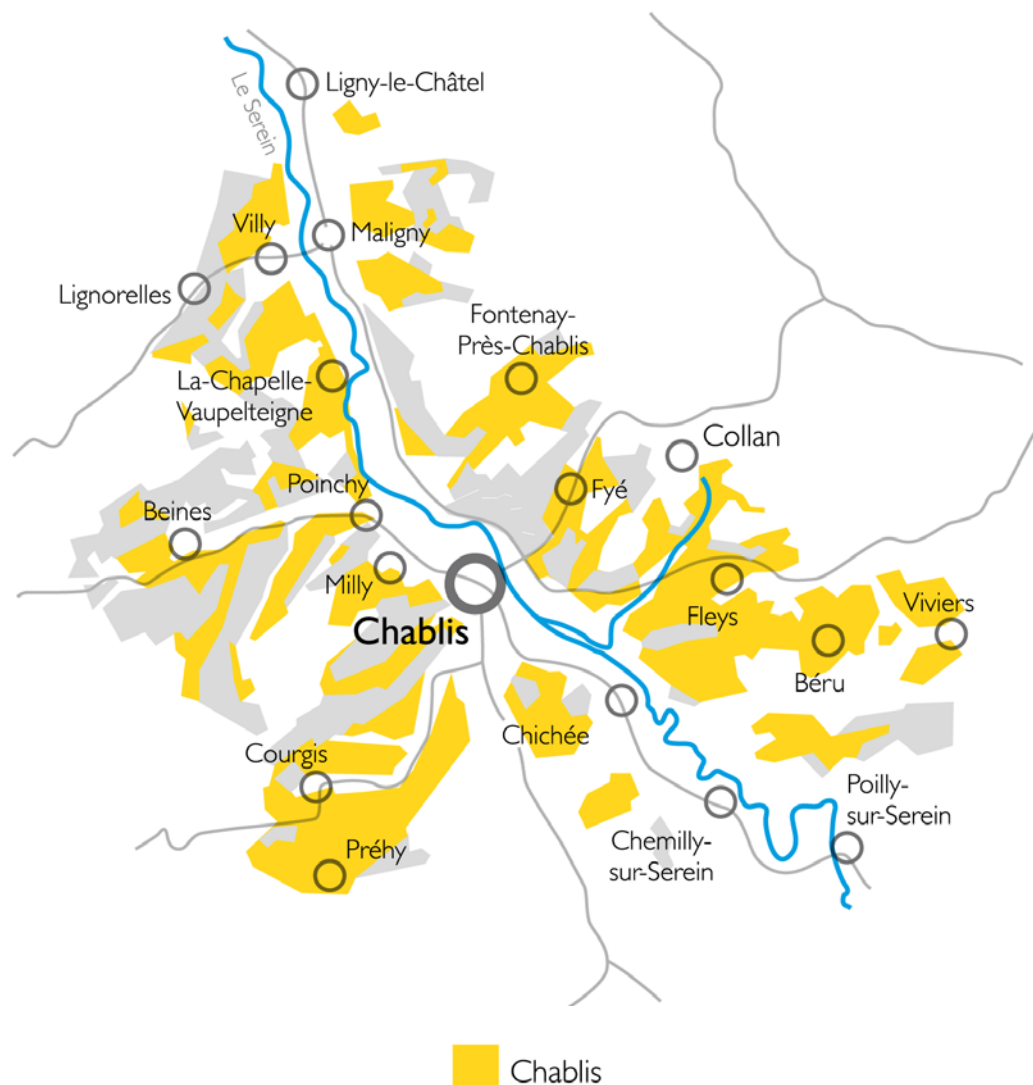 Ligny-le-Châtel
Le Serein
Villy
Maligny
Lignorelles
Fontenay-
Près-Chablis
La-Chapelle-
Vaupelteigne
Collan
Poinchy
Fyé
Beines
Milly
Fleys
Viviers
Chablis
Béru
Chichée
Courgis
Poilly-
sur-Serein
Préhy
Chemilly-
sur-Serein
Chablis